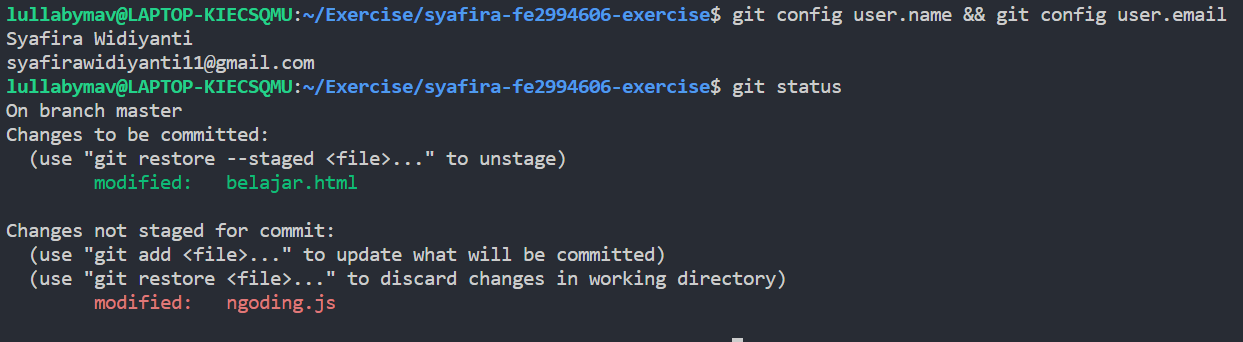 lullabymav@LAPTOP-KIECSQMU:~/Exercise/syafira-fe2994606-exercise$ git config user.name && git config user.email
Syafira Widiyanti
syafirawidiyanti11@gmail.com
lullabymav@LAPTOP-KIECSQMU:~/Exercise/syafira-fe2994606-exercise$ git status
On branch master
Changes to be committed:
  (use "git restore --staged <file>..." to unstage)
        modified:   belajar.html

Changes not staged for commit:
  (use "git add <file>..." to update what will be committed)
  (use "git restore <file>..." to discard changes in working directory)
        modified:   ngoding.js